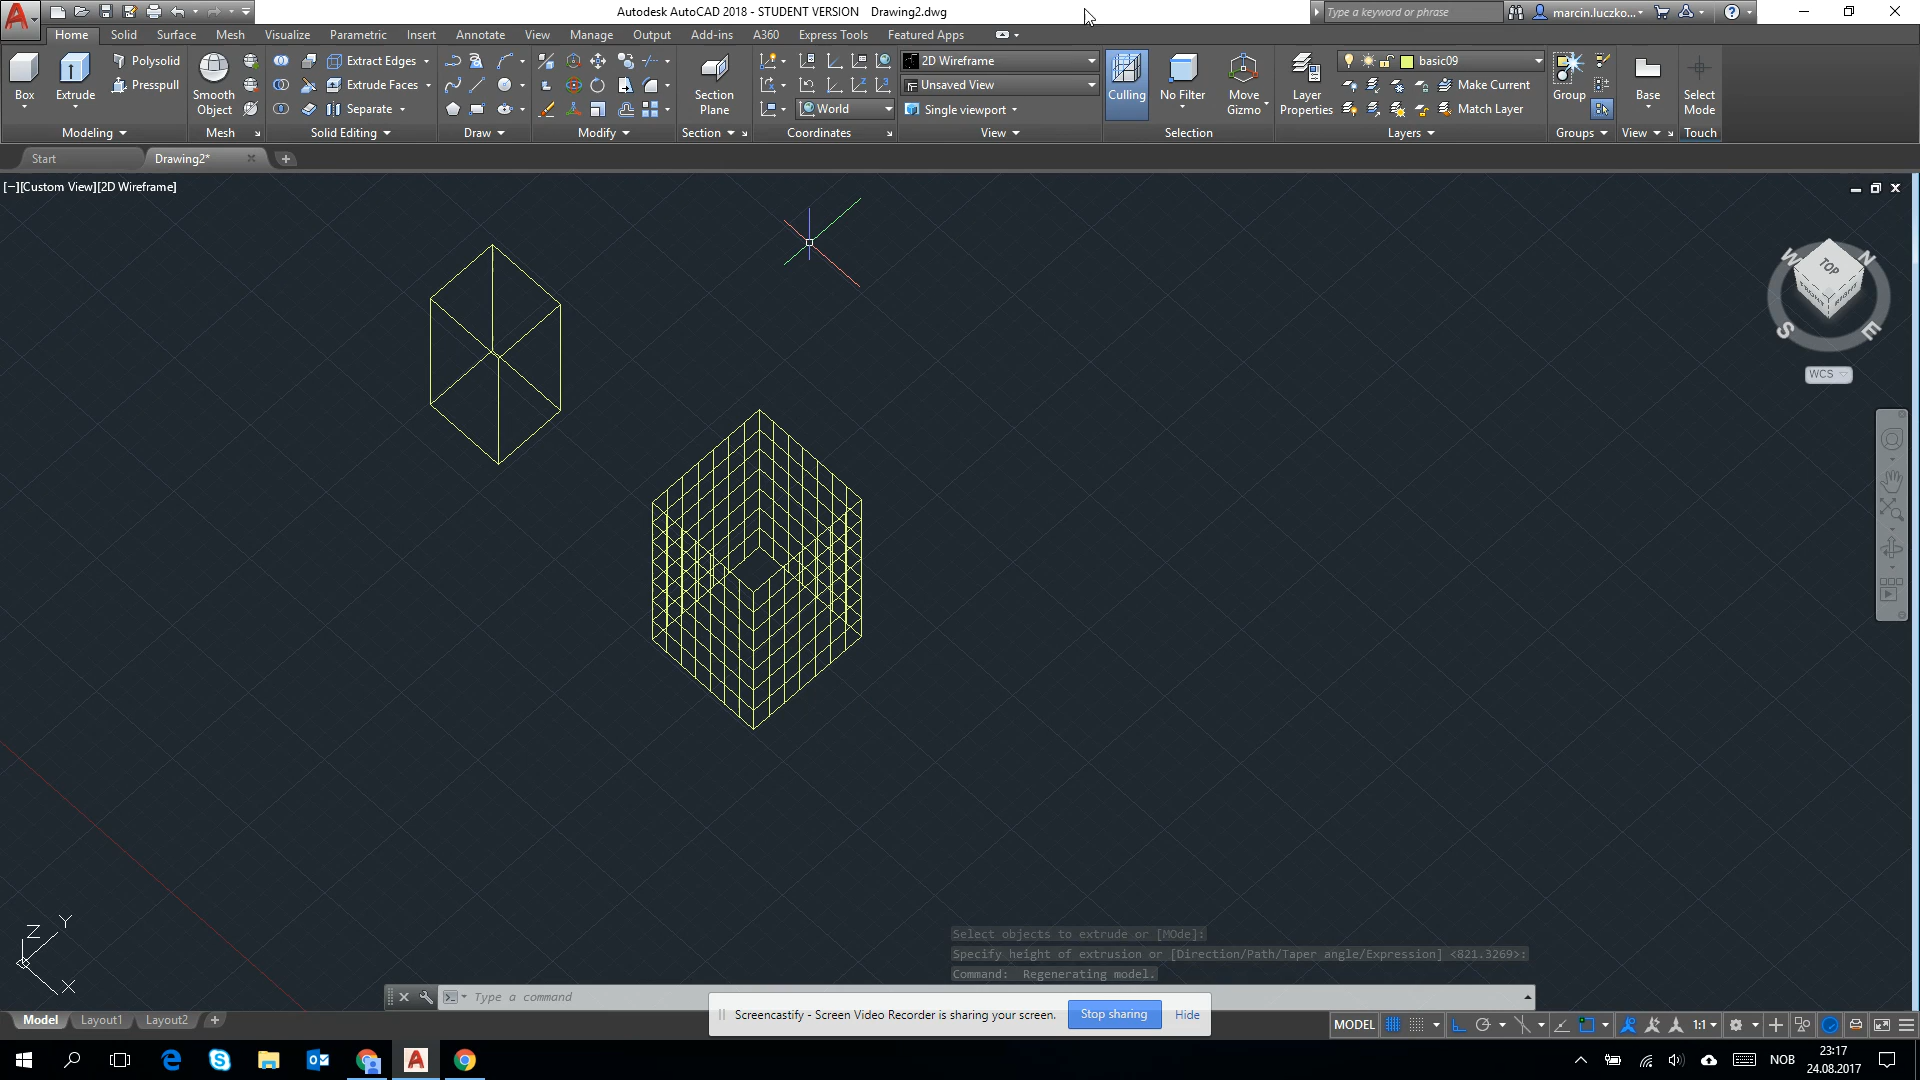 Autodesk AutoCAD 2018 - STUDENT VERSION Drawing2.dwg
Type a keyword or phrase
marcin.luczko...
Home Solid Surface Mesh Visualize Parametric Insert Annotate View Manage Output Add-ins A360 Express Tools Featured Apps
Box
Extrude
Polysolid
Presspull
Smooth
Object
Extract Edges
Extrude Faces
Separate
Section
Plane
World
2D Wireframe
Unsaved View
Single viewport
Culling
No Filter
Move
Gizmo
Layer
Properties
basic09
Make Current
Match Layer
Group
Base
Select
Mode
Modeling Mesh Solid Editing Draw Modify Section Coordinates View Selection Layers Groups View Touch
Start
Drawing2*
[−][Custom View][2D Wireframe]
W N
TOP
FRONT RIGHT
S E
WCS
Z Y
X
Select objects to extrude or [MOde]:
Specify height of extrusion or [Direction/Path/Taper angle/Expression] <821.3269>:
Command: Regenerating model.
Type a command
Screencastify - Screen Video Recorder is sharing your screen.
Stop sharing
Hide
Model Layout1 Layout2
MODEL
1:1
NOB
23:17
24.08.2017